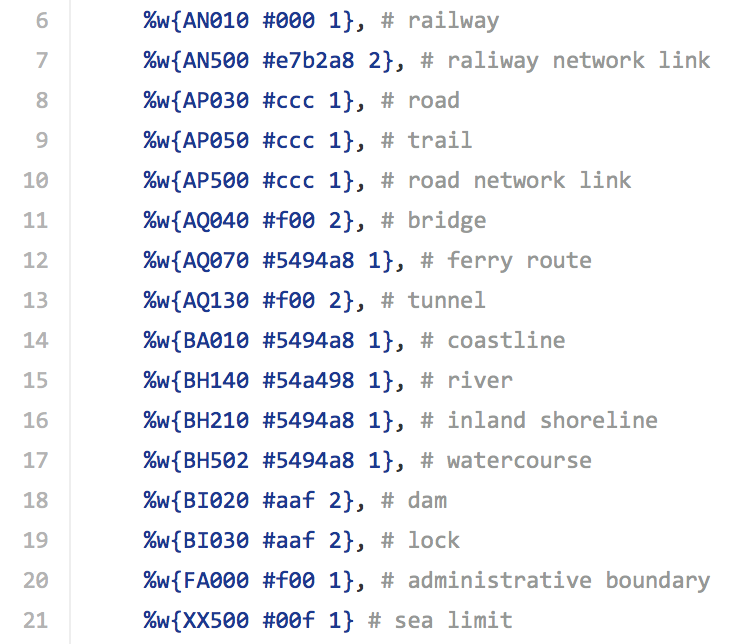 6 %w{AN010 #000 1}, # railway
7 %w{AN500 #e7b2a8 2}, # raliway network link
8 %w{AP030 #ccc 1}, # road
9 %w{AP050 #ccc 1}, # trail
10 %w{AP500 #ccc 1}, # road network link
11 %w{AQ040 #f00 2}, # bridge
12 %w{AQ070 #5494a8 1}, # ferry route
13 %w{AQ130 #f00 2}, # tunnel
14 %w{BA010 #5494a8 1}, # coastline
15 %w{BH140 #54a498 1}, # river
16 %w{BH210 #5494a8 1}, # inland shoreline
17 %w{BH502 #5494a8 1}, # watercourse
18 %w{BI020 #aaf 2}, # dam
19 %w{BI030 #aaf 2}, # lock
20 %w{FA000 #f00 1}, # administrative boundary
21 %w{XX500 #00f 1} # sea limit